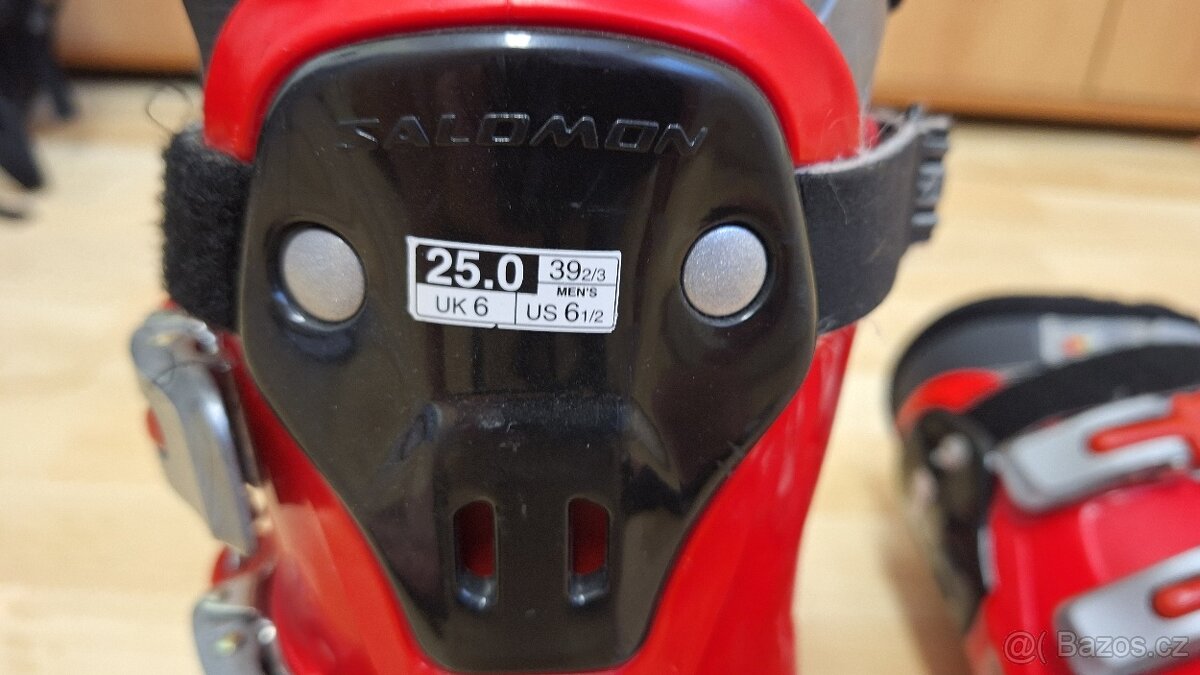 SALOMON
25.0
39 2/3
MEN'S
UK 6
US 6 1/2
@( Bazos.cz